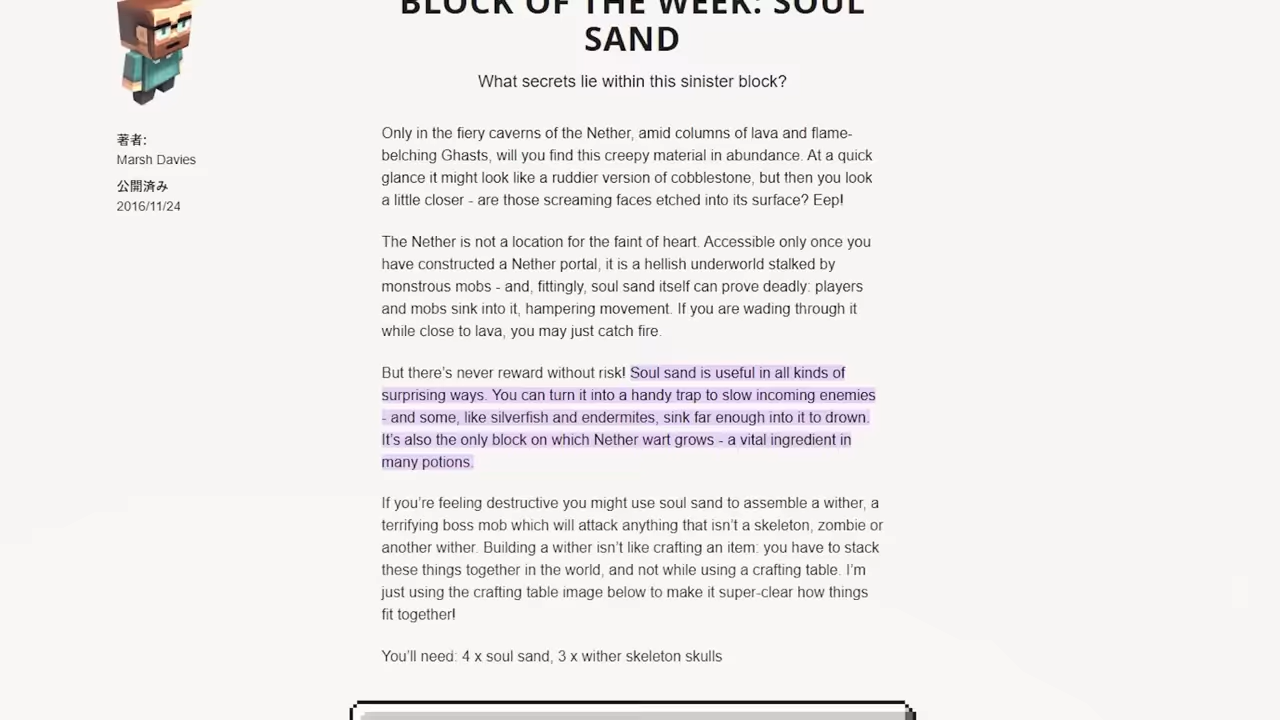 BLOCK OF THE WEEK: SOUL
SAND
What secrets lie within this sinister block?
著者:
Marsh Davies
公開済み
2016/11/24
Only in the fiery caverns of the Nether, amid columns of lava and flame-
belching Ghasts, will you find this creepy material in abundance. At a quick
glance it might look like a ruddier version of cobblestone, but then you look
a little closer - are those screaming faces etched into its surface? Eep!
The Nether is not a location for the faint of heart. Accessible only once you
have constructed a Nether portal, it is a hellish underworld stalked by
monstrous mobs - and, fittingly, soul sand itself can prove deadly: players
and mobs sink into it, hampering movement. If you are wading through it
while close to lava, you may just catch fire.
But there’s never reward without risk! Soul sand is useful in all kinds of
surprising ways. You can turn it into a handy trap to slow incoming enemies
- and some, like silverfish and endermites, sink far enough into it to drown.
It’s also the only block on which Nether wart grows - a vital ingredient in
many potions.
If you’re feeling destructive you might use soul sand to assemble a wither, a
terrifying boss mob which will attack anything that isn’t a skeleton, zombie or
another wither. Building a wither isn’t like crafting an item: you have to stack
these things together in the world, and not while using a crafting table. I’m
just using the crafting table image below to make it super-clear how things
fit together!
You’ll need: 4 x soul sand, 3 x wither skeleton skulls